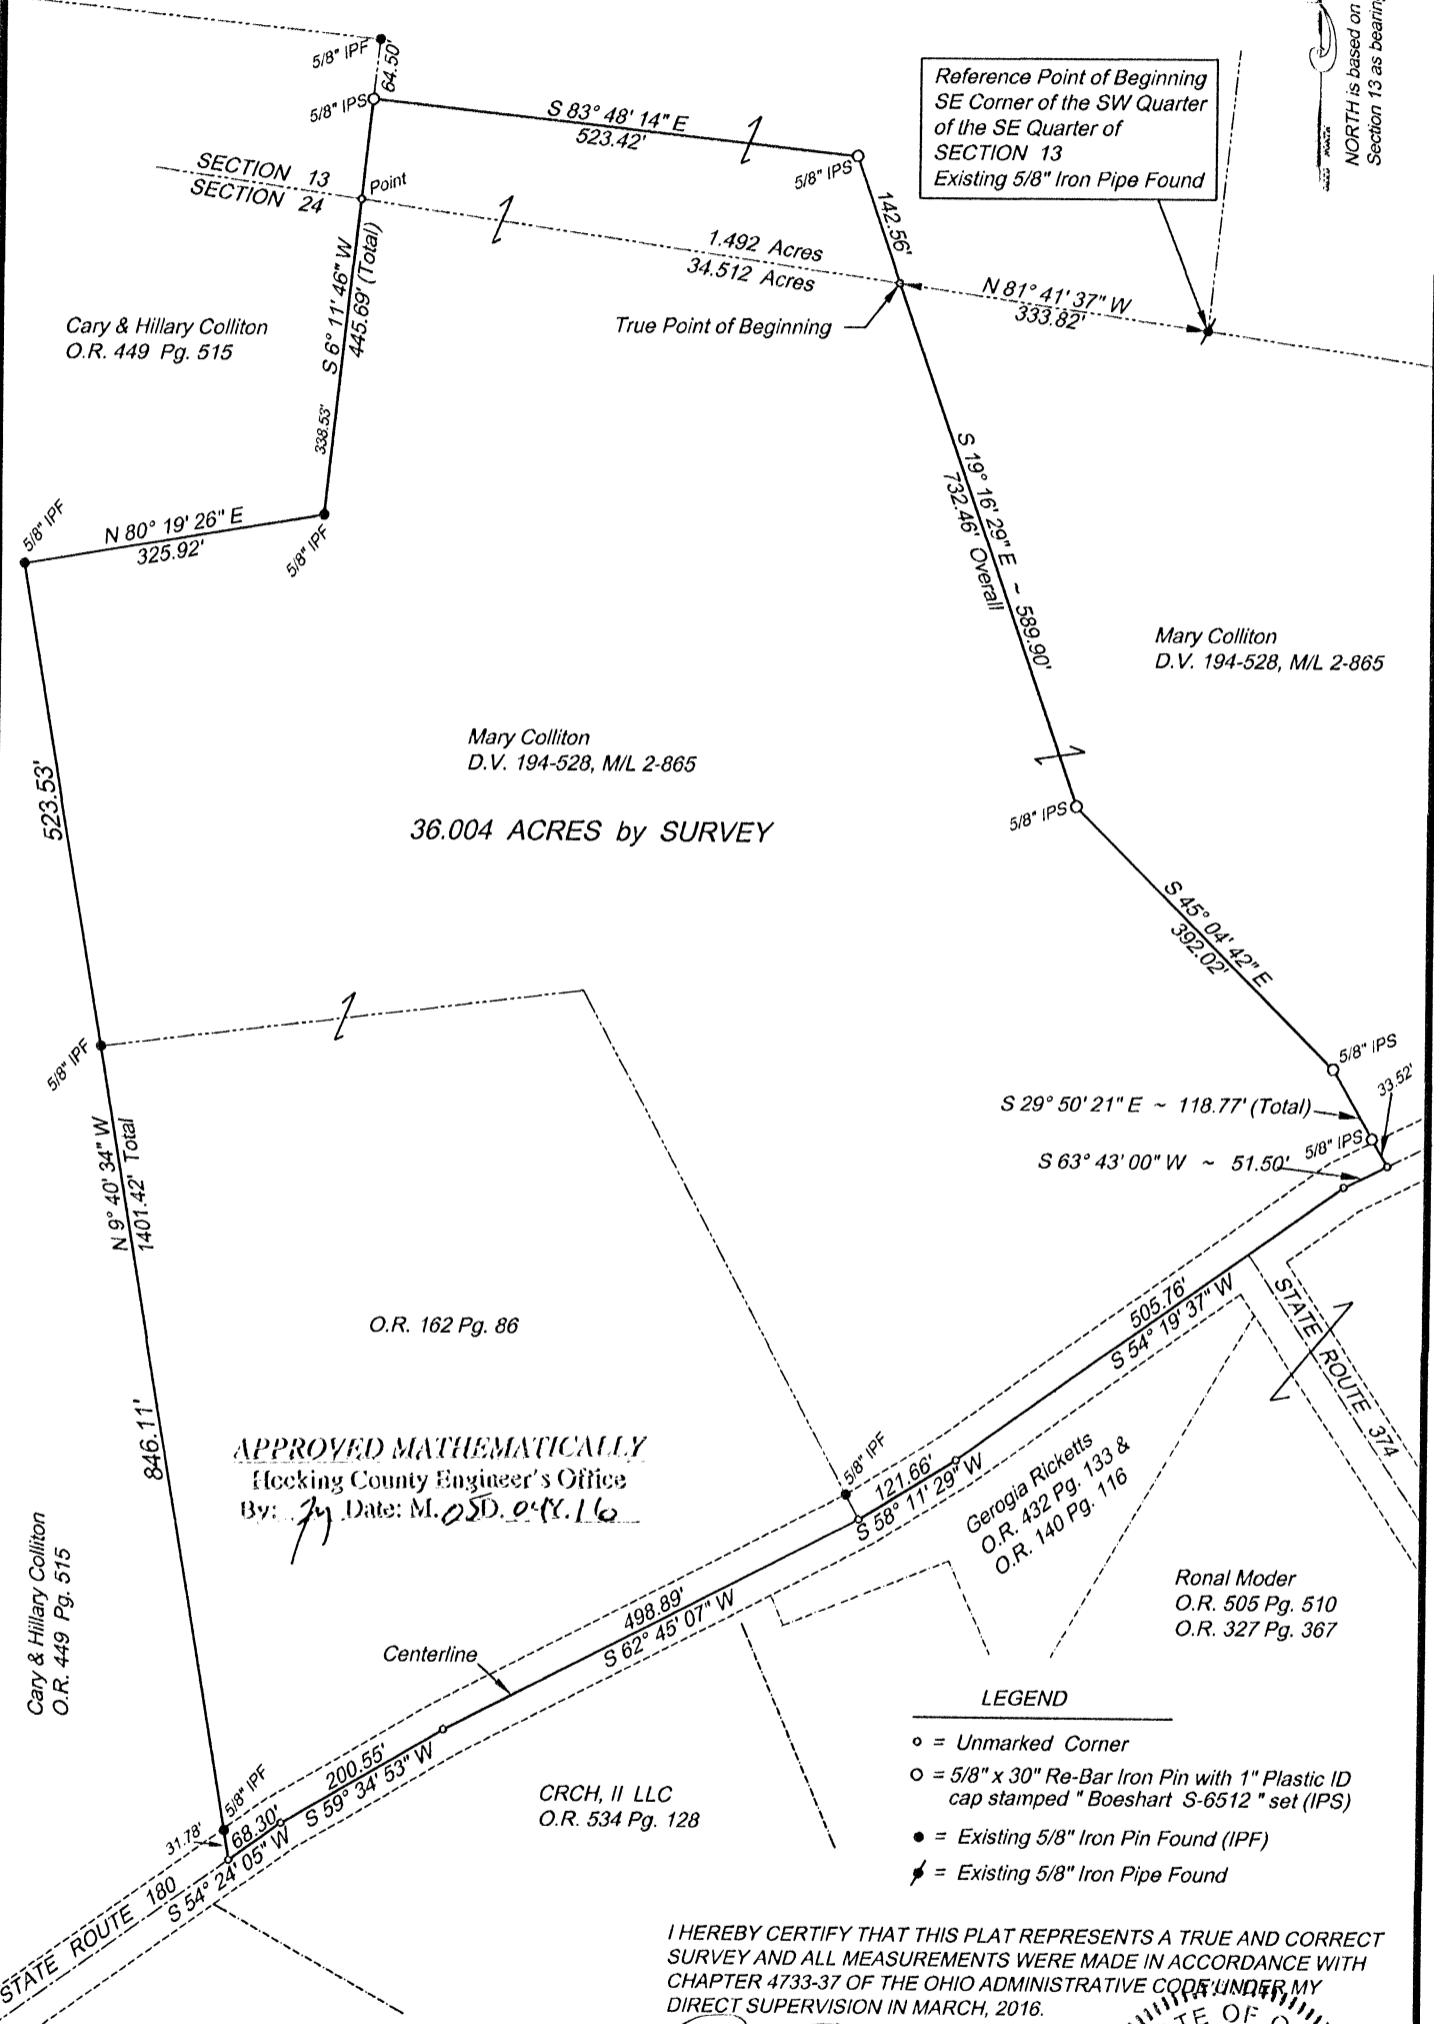 5/8" IPF
64.50'
5/8" IPS
S 83° 48' 14" E
523.42'
5/8" IPS
142.56'
Reference Point of Beginning
SE Corner of the SW Quarter
of the SE Quarter of
SECTION 13
Existing 5/8" Iron Pipe Found
NORTH is based on
Section 13 as bearing
SECTION 13
SECTION 24
Point
1.492 Acres
34.512 Acres
N 81° 41' 37" W
333.82'
True Point of Beginning
S 6° 11' 46" W
445.69' (Total)
338.53'
Cary & Hillary Colliton
O.R. 449 Pg. 515
5/8" IPF
N 80° 19' 26" E
325.92'
5/8" IPF
S 19° 16' 29" E ~ 589.90'
732.46' Overall
Mary Colliton
D.V. 194-528, M/L 2-865
Mary Colliton
D.V. 194-528, M/L 2-865
36.004 ACRES by SURVEY
523.53'
5/8" IPS
S 45° 04' 42" E
392.02'
5/8" IPF
5/8" IPS
33.52'
S 29° 50' 21" E ~ 118.77' (Total)
5/8" IPS
S 63° 43' 00" W ~ 51.50'
N 9° 40' 34" W
1401.42' Total
846.11'
O.R. 162 Pg. 86
505.76'
S 54° 19' 37" W
STATE ROUTE 374
APPROVED MATHEMATICALLY
Hocking County Engineer's Office
By: Date: M.05D.04Y.16
5/8" IPF
121.66'
S 58° 11' 29" W
Gerogia Ricketts
O.R. 432 Pg. 133 &
O.R. 140 Pg. 116
Ronal Moder
O.R. 505 Pg. 510
O.R. 327 Pg. 367
Cary & Hillary Colliton
O.R. 449 Pg. 515
498.89'
S 62° 45' 07" W
Centerline
200.55'
S 59° 34' 53" W
5/8" IPF
31.78'
68.30'
S 54° 24' 05" W
STATE ROUTE 180
CRCH, II LLC
O.R. 534 Pg. 128
LEGEND
= Unmarked Corner
= 5/8" x 30" Re-Bar Iron Pin with 1" Plastic ID
cap stamped " Boeshart S-6512 " set (IPS)
= Existing 5/8" Iron Pin Found (IPF)
= Existing 5/8" Iron Pipe Found
I HEREBY CERTIFY THAT THIS PLAT REPRESENTS A TRUE AND CORRECT
SURVEY AND ALL MEASUREMENTS WERE MADE IN ACCORDANCE WITH
CHAPTER 4733-37 OF THE OHIO ADMINISTRATIVE CODE UNDER MY
DIRECT SUPERVISION IN MARCH, 2016.
TE OF O